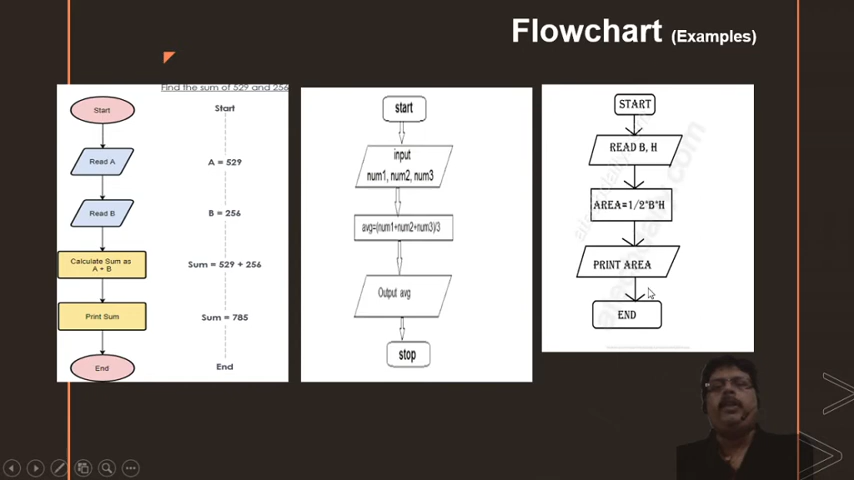 Flowchart (Examples)
Find the sum of 529 and 256
Start
Start
Read A
A = 529
Read B
B = 256
Calculate Sum as
A + B
Sum = 529 + 256
Print Sum
Sum = 785
End
End
start
input
num1, num2, num3
avg=(num1+num2+num3)/3
Output avg
stop
START
READ B, H
AREA=1/2*B*H
PRINT AREA
END